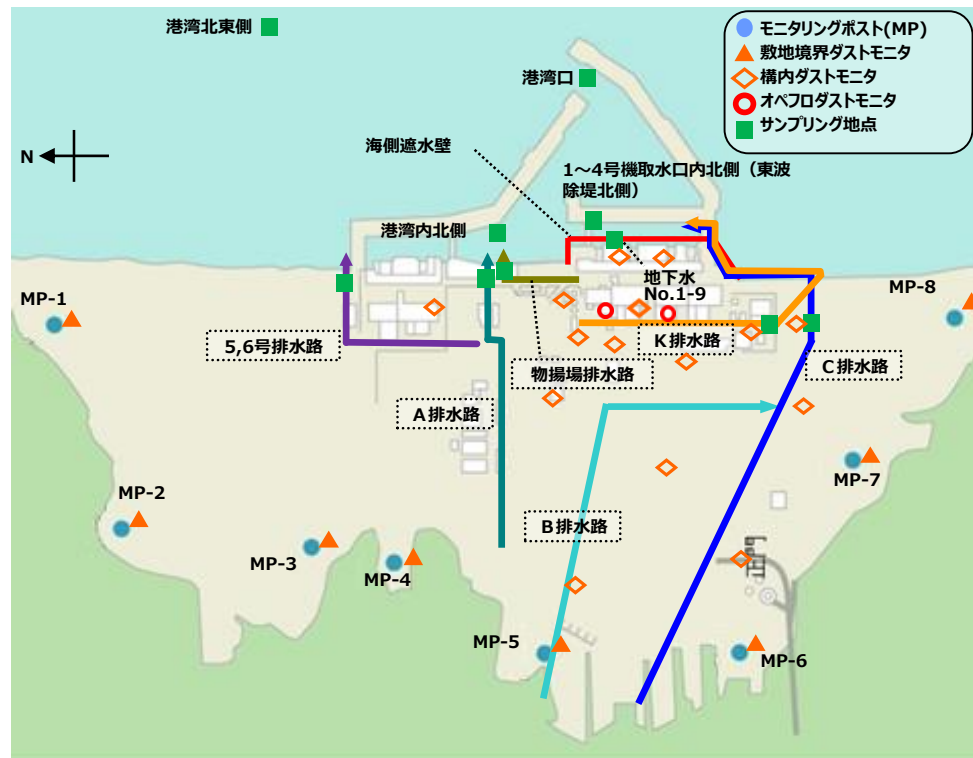 港湾北東側
モニタリングポスト(MP)
敷地境界ダストモニタ
構内ダストモニタ
オペフロダストモニタ
サンプリング地点
港湾口
N
海側遮水壁
1～4号機取水口内北側（東波
除堤北側）
港湾内北側
地下水
No.1-9
MP-1
MP-8
5,6号排水路
K排水路
物揚場排水路
C排水路
A排水路
MP-2
MP-7
B排水路
MP-3
MP-4
MP-5
MP-6